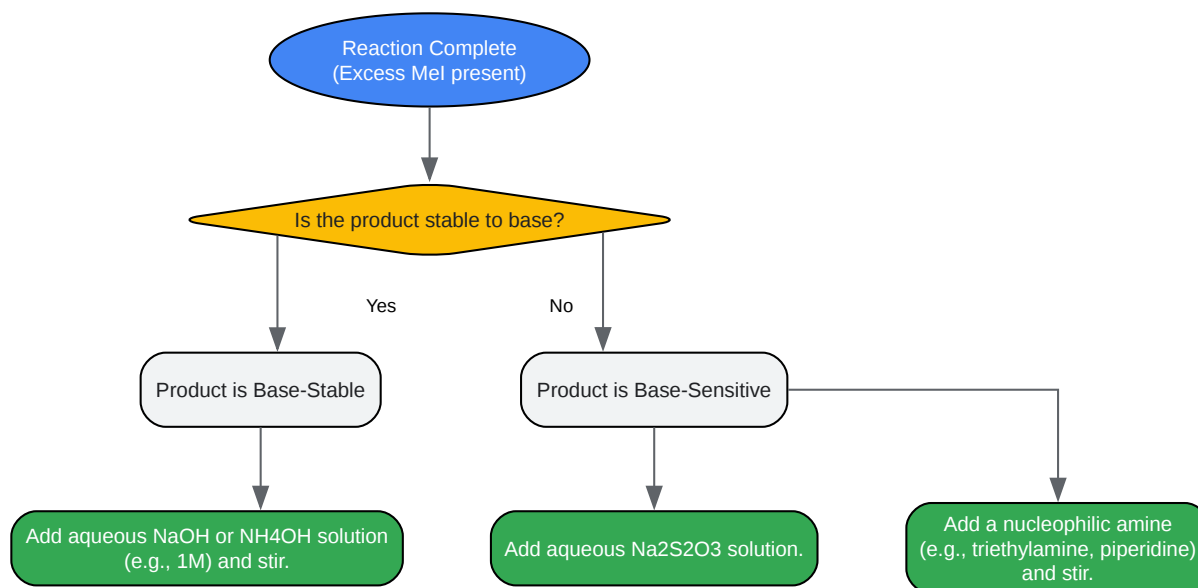 Reaction Complete
(Excess MeI present)
Is the product stable to base?
Yes
No
Product is Base-Stable
Product is Base-Sensitive
Add aqueous NaOH or NH4OH solution
(e.g., 1M) and stir.
Add aqueous Na2S2O3 solution.
Add a nucleophilic amine
(e.g., triethylamine, piperidine)
and stir.